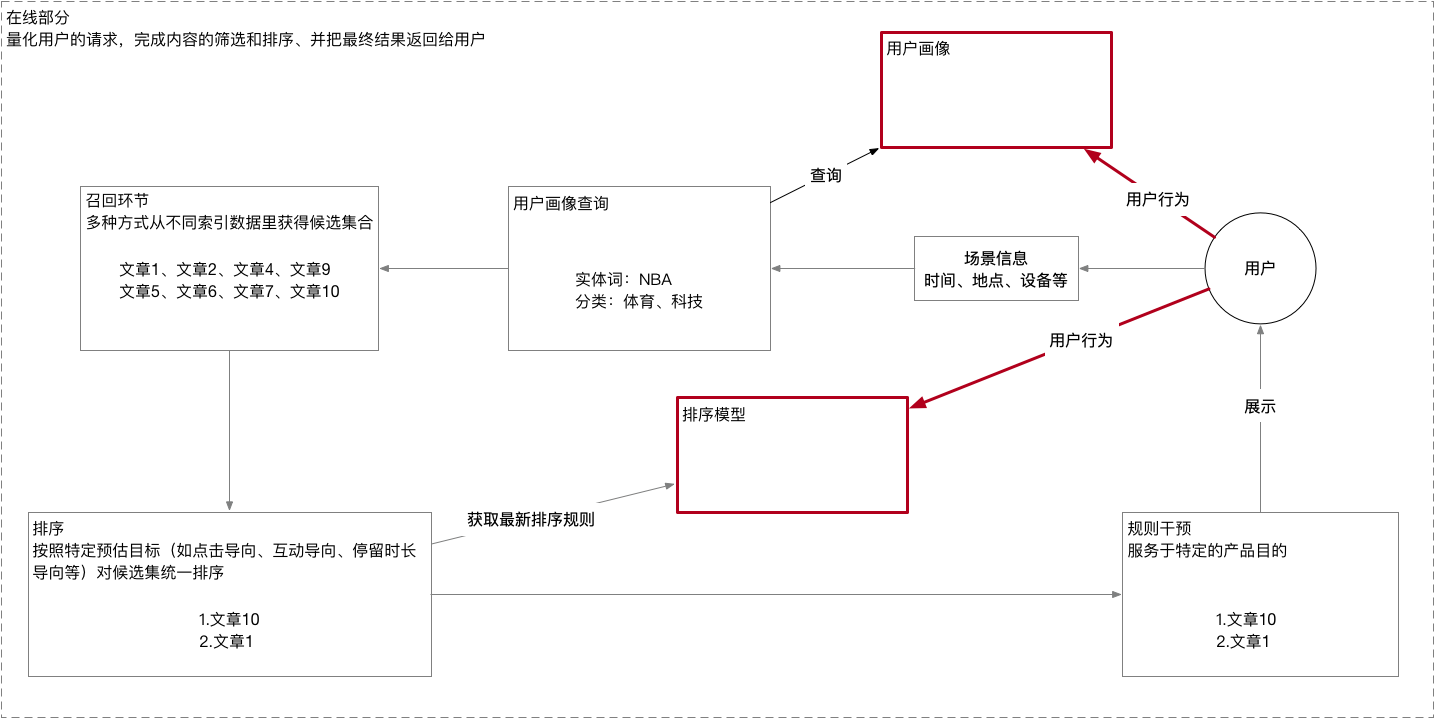 在线部分
量化用户的请求，完成内容的筛选和排序、并把最终结果返回给用户
用户画像
查询
用户行为
召回环节
多种方式从不同索引数据里获得候选集合
文章1、文章2、文章4、文章9
文章5、文章6、文章7、文章10
用户画像查询
实体词：NBA
分类：体育、科技
场景信息
时间、地点、设备等
用户
用户行为
展示
排序模型
获取最新排序规则
排序
按照特定预估目标（如点击导向、互动导向、停留时长
导向等）对候选集统一排序
1.文章10
2.文章1
规则干预
服务于特定的产品目的
1.文章10
2.文章1